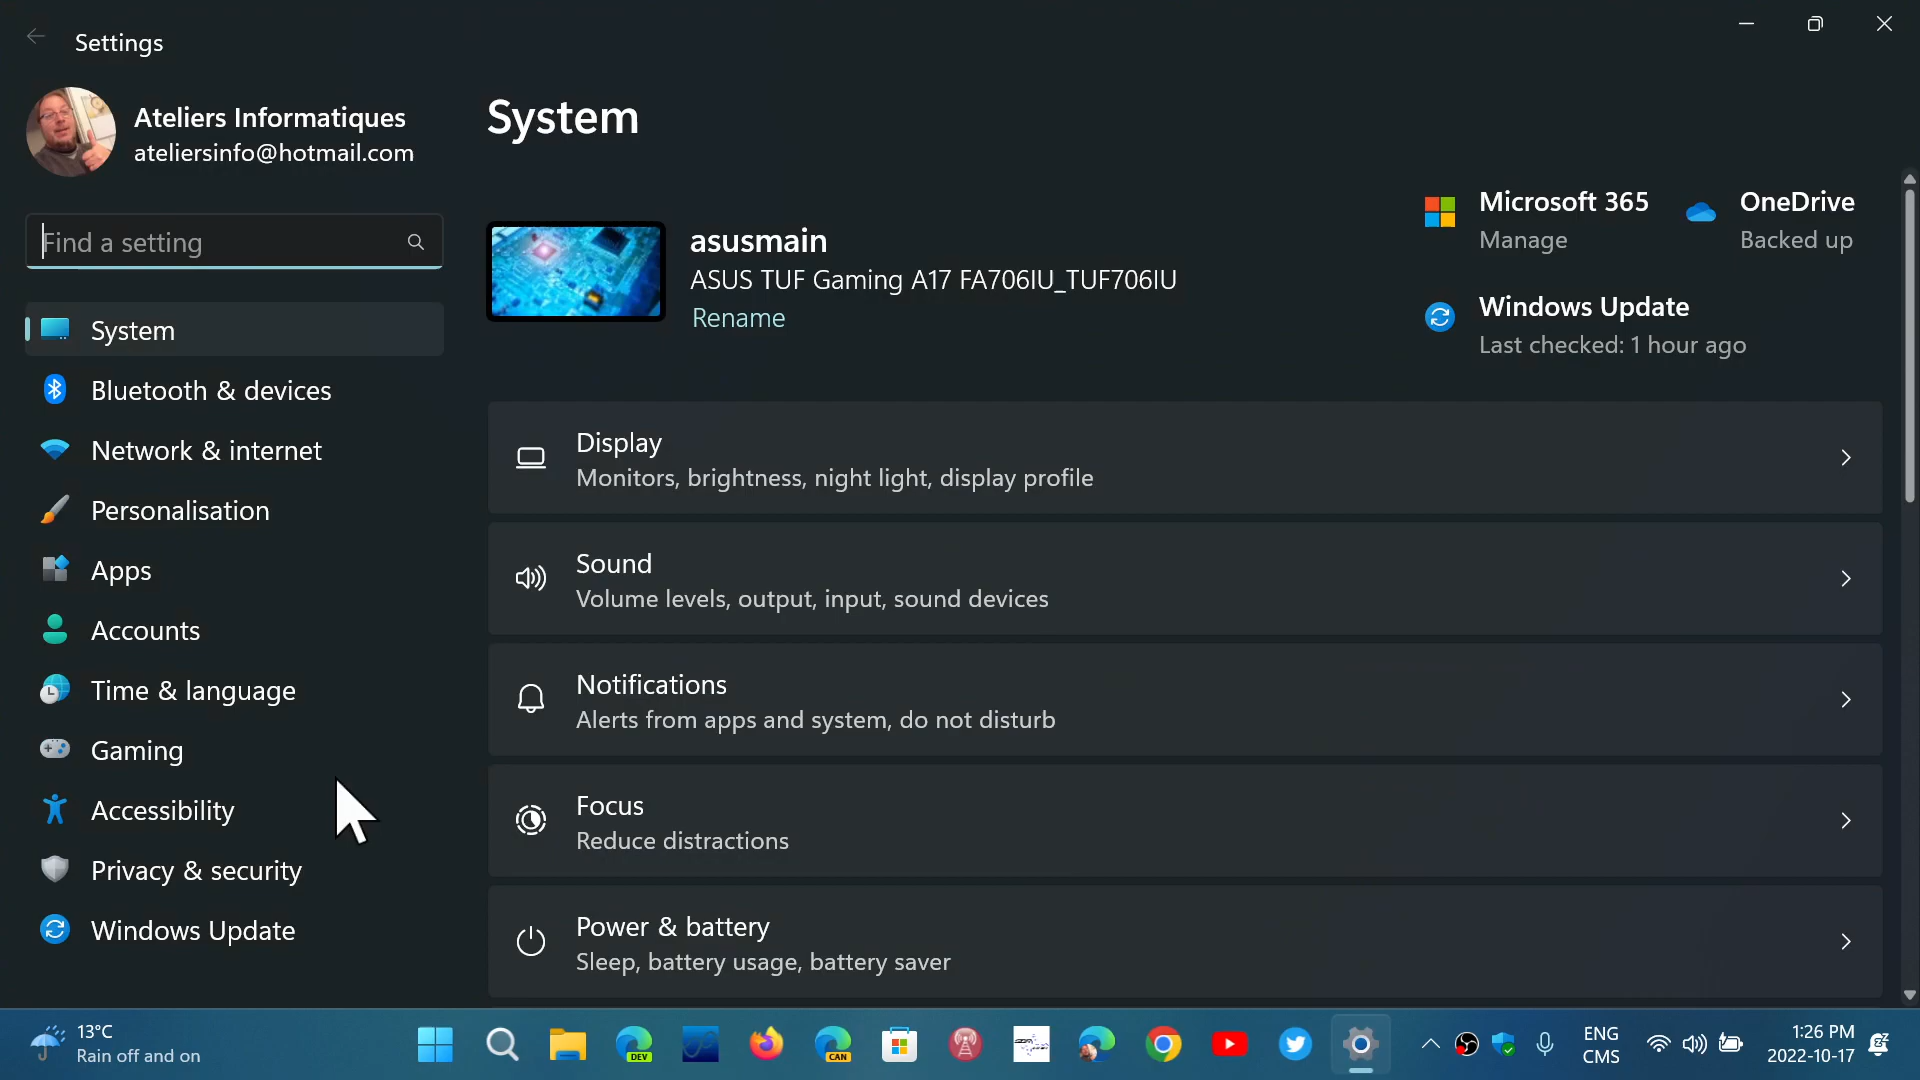 Settings
Ateliers Informatiques
ateliersinfo@hotmail.com
Find a setting
System
Bluetooth & devices
Network & internet
Personalisation
Apps
Accounts
Time & language
Gaming
Accessibility
Privacy & security
Windows Update
System
asusmain
ASUS TUF Gaming A17 FA706IU_TUF706IU
Rename
Microsoft 365
Manage
OneDrive
Backed up
Windows Update
Last checked: 1 hour ago
Display
Monitors, brightness, night light, display profile
Sound
Volume levels, output, input, sound devices
Notifications
Alerts from apps and system, do not disturb
Focus
Reduce distractions
Power & battery
Sleep, battery usage, battery saver
13°C
Rain off and on
DEV
CAN
ENG
CMS
1:26 PM
2022-10-17